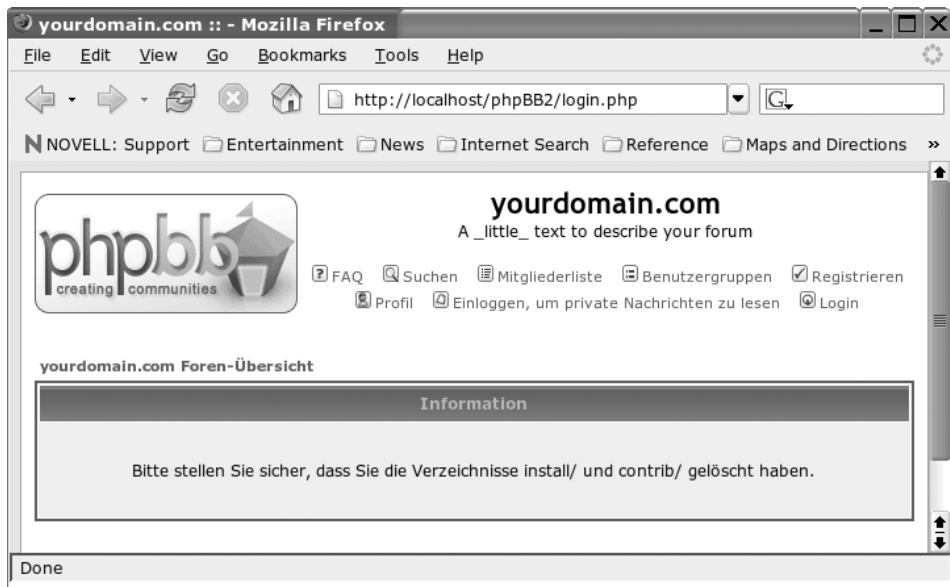 yourdomain.com :: - Mozilla Firefox
File Edit View Go Bookmarks Tools Help
http://localhost/phpBB2/login.php G
N NOVELL: Support Entertainment News Internet Search Reference Maps and Directions »
phpbb
creating communities
yourdomain.com
A _little_ text to describe your forum
FAQ Suchen Mitgliederliste Benutzergruppen Registrieren
Profil Einloggen, um private Nachrichten zu lesen Login
yourdomain.com Foren-Übersicht
Information
Bitte stellen Sie sicher, dass Sie die Verzeichnisse install/ und contrib/ gelöscht haben.
Done